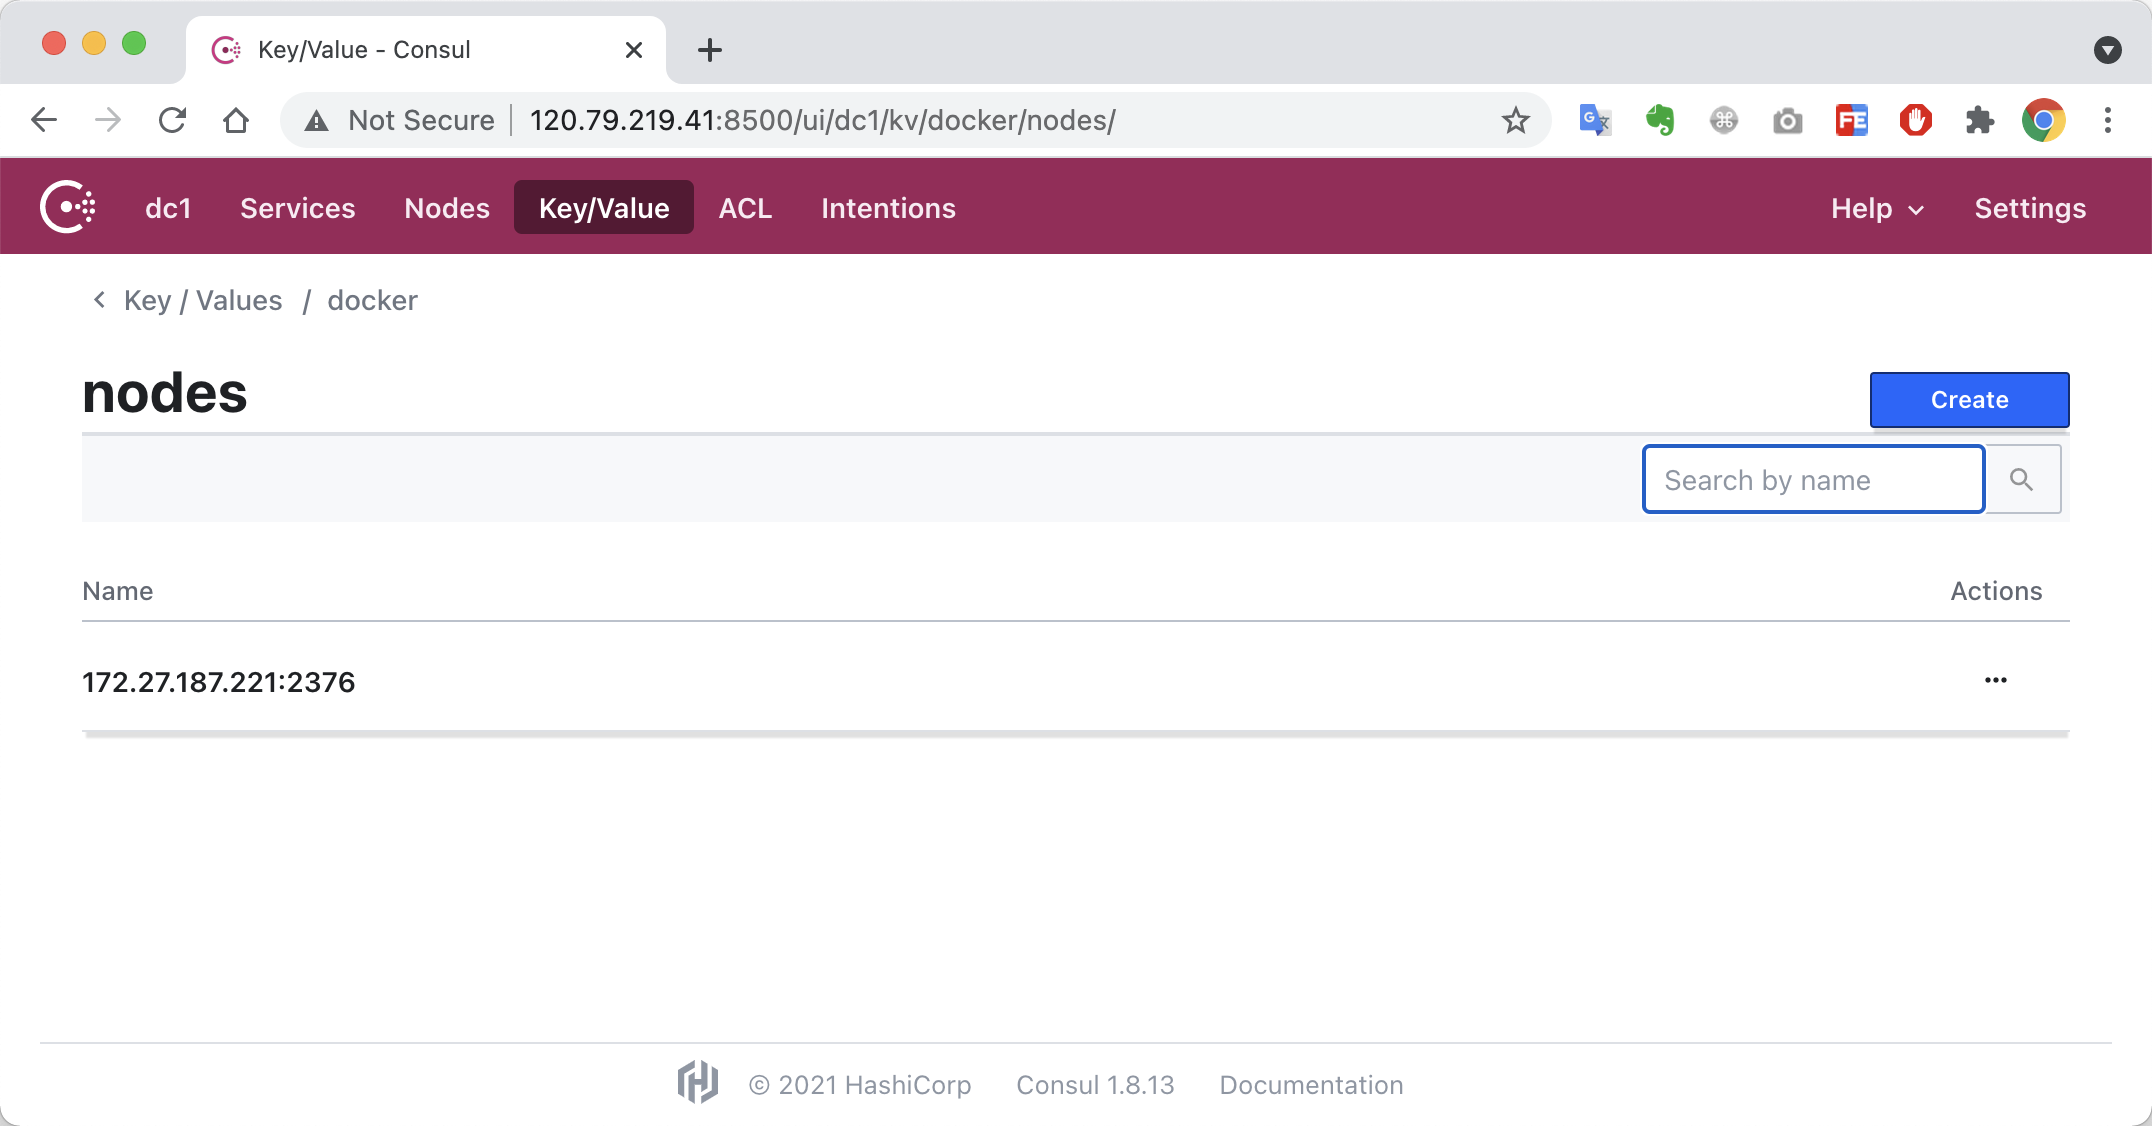 Key/Value - Consul
Not Secure | 120.79.219.41:8500/ui/dc1/kv/docker/nodes/
G 文
FE
dc1 Services Nodes Key/Value ACL Intentions Help Settings
Key / Values / docker
nodes
Create
Search by name
Name Actions
172.27.187.221:2376
© 2021 HashiCorp Consul 1.8.13 Documentation